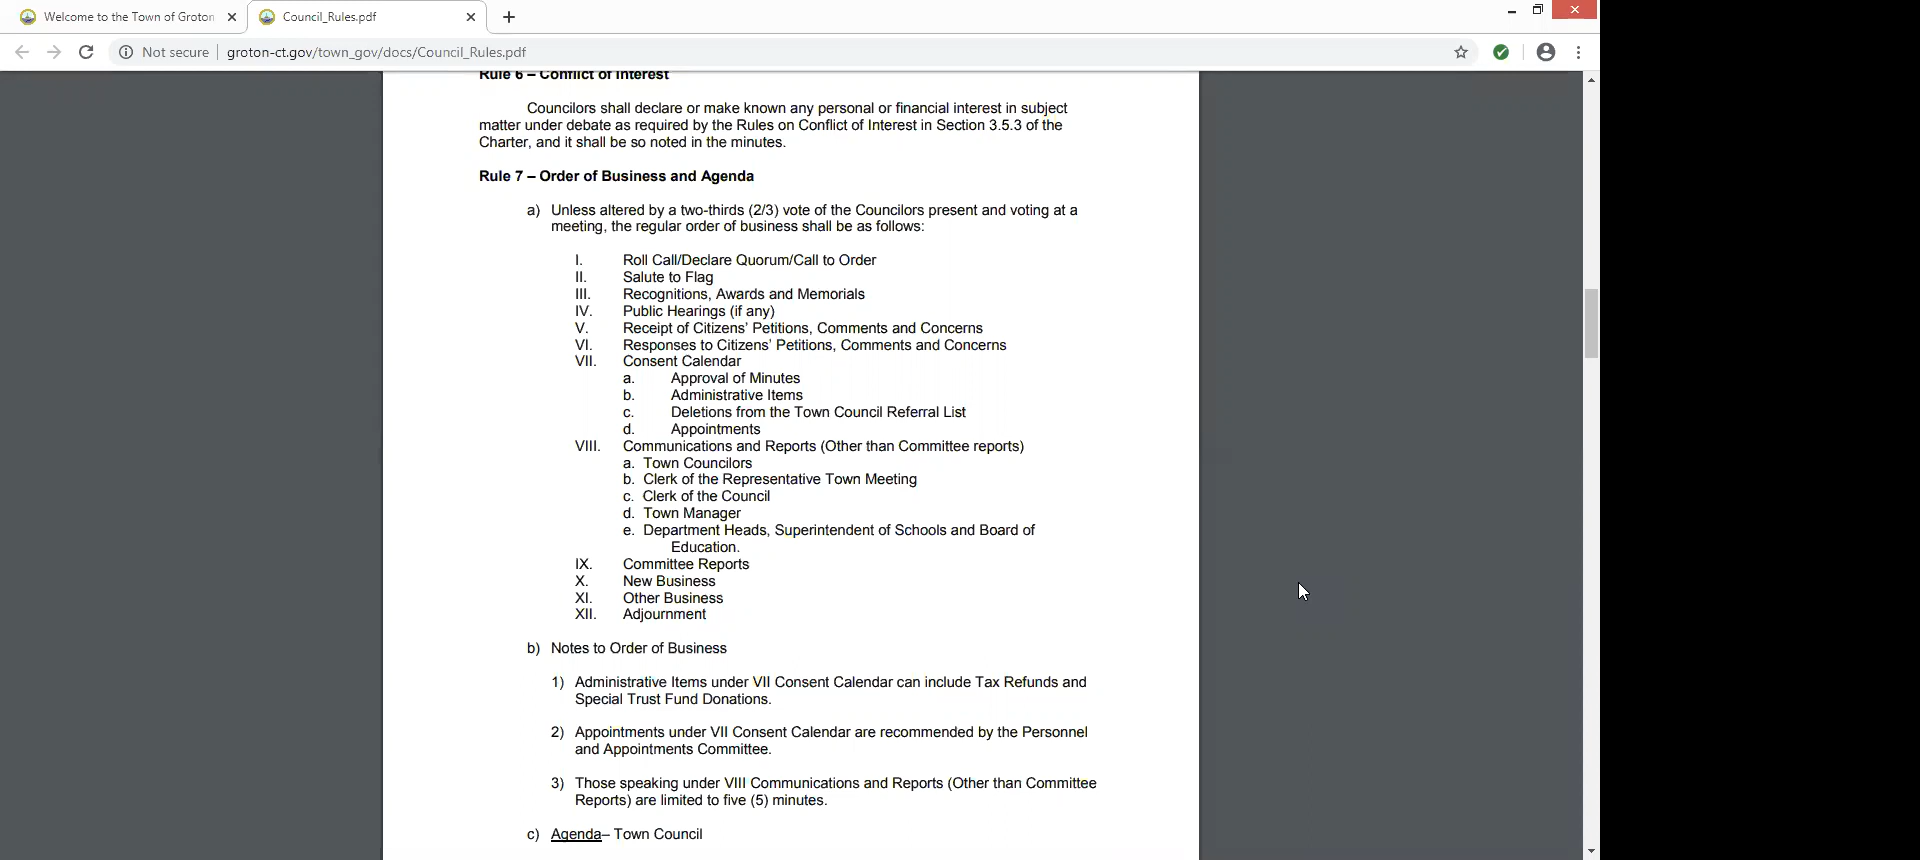 Welcome to the Town of Groton
Council_Rules.pdf
Not secure groton-ct.gov/town_gov/docs/Council_Rules.pdf
Rule 6 – Conflict of Interest
Councilors shall declare or make known any personal or financial interest in subject
matter under debate as required by the Rules on Conflict of Interest in Section 3.5.3 of the
Charter, and it shall be so noted in the minutes.
Rule 7 – Order of Business and Agenda
a) Unless altered by a two-thirds (2/3) vote of the Councilors present and voting at a
meeting, the regular order of business shall be as follows:
I. Roll Call/Declare Quorum/Call to Order
II. Salute to Flag
III. Recognitions, Awards and Memorials
IV. Public Hearings (if any)
V. Receipt of Citizens' Petitions, Comments and Concerns
VI. Responses to Citizens' Petitions, Comments and Concerns
VII. Consent Calendar
a. Approval of Minutes
b. Administrative Items
c. Deletions from the Town Council Referral List
d. Appointments
VIII. Communications and Reports (Other than Committee reports)
a. Town Councilors
b. Clerk of the Representative Town Meeting
c. Clerk of the Council
d. Town Manager
e. Department Heads, Superintendent of Schools and Board of
Education.
IX. Committee Reports
X. New Business
XI. Other Business
XII. Adjournment
b) Notes to Order of Business
1) Administrative Items under VII Consent Calendar can include Tax Refunds and
Special Trust Fund Donations.
2) Appointments under VII Consent Calendar are recommended by the Personnel
and Appointments Committee.
3) Those speaking under VIII Communications and Reports (Other than Committee
Reports) are limited to five (5) minutes.
c) Agenda– Town Council